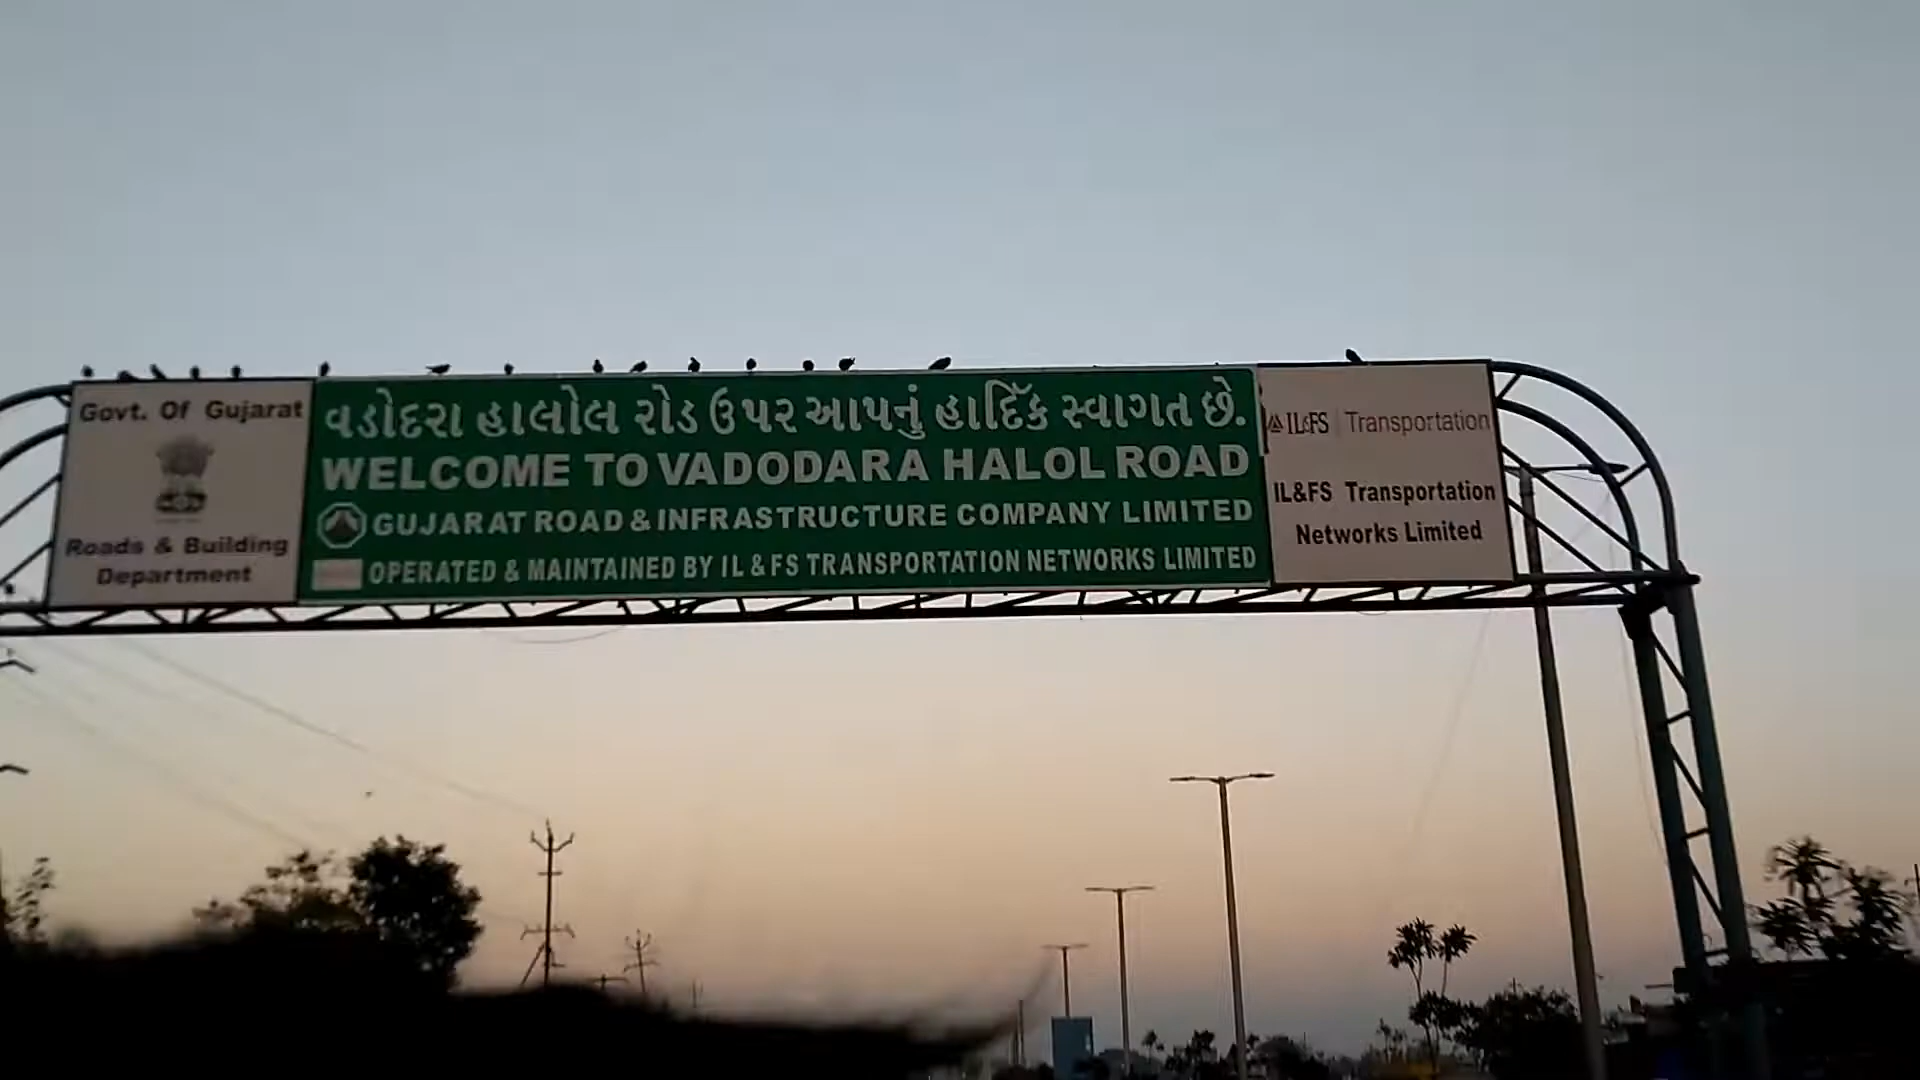 Govt. Of Gujarat
Roads & Building
Department
વડોદરા હાલોલ રોડ ઉપર આપનું હાર્દિક સ્વાગત છે.
WELCOME TO VADODARA HALOL ROAD
GUJARAT ROAD & INFRASTRUCTURE COMPANY LIMITED
OPERATED & MAINTAINED BY IL & FS TRANSPORTATION NETWORKS LIMITED
IL&FS Transportation
IL&FS Transportation
Networks Limited